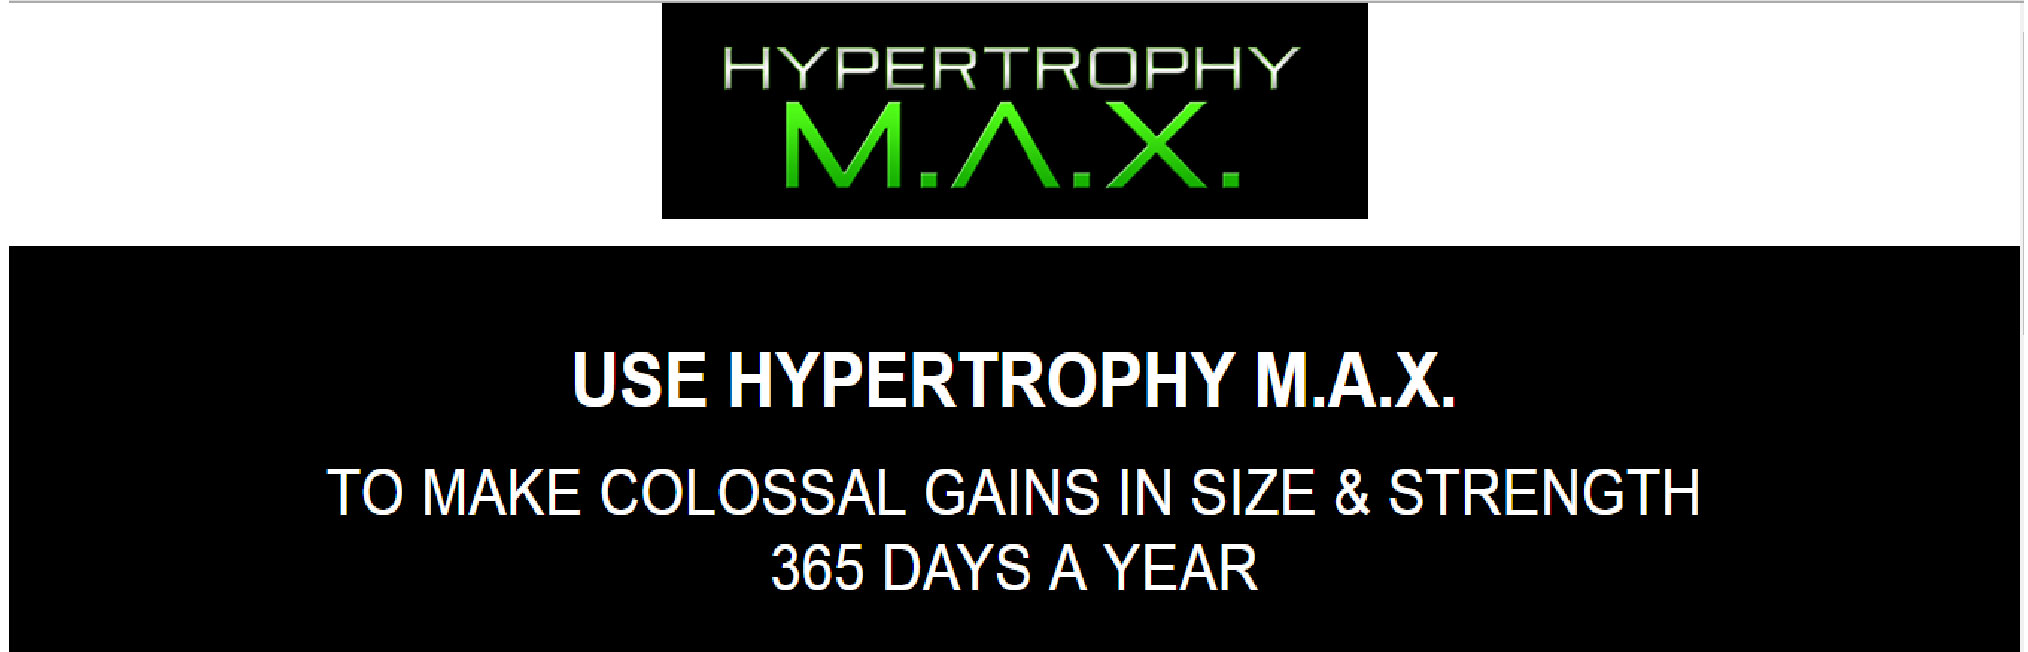 HYPERTROPHY
M.A.X.
USE HYPERTROPHY M.A.X.
TO MAKE COLOSSAL GAINS IN SIZE & STRENGTH
365 DAYS A YEAR